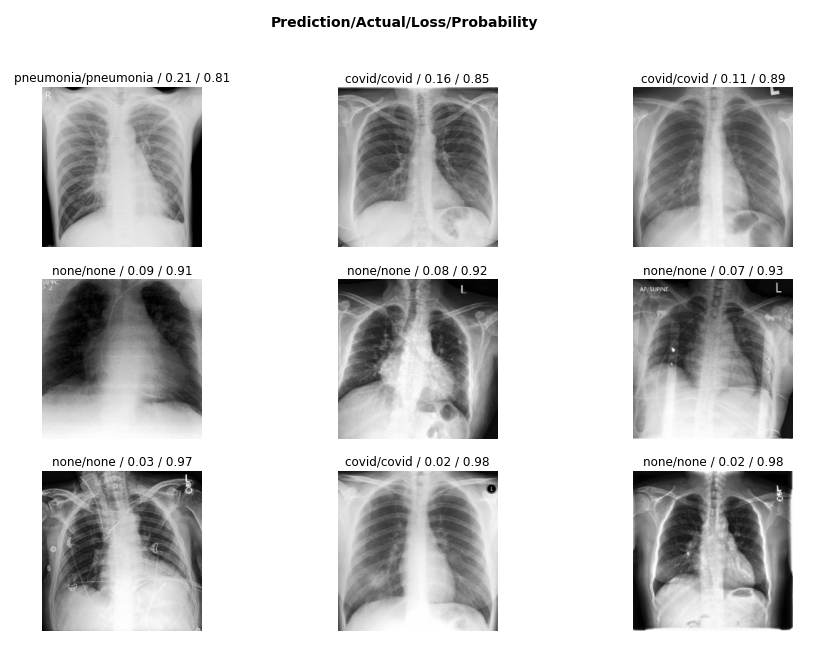 Prediction/Actual/Loss/Probability
pneumonia/pneumonia / 0.21 / 0.81
covid/covid / 0.16 / 0.85
covid/covid / 0.11 / 0.89
R
L
none/none / 0.09 / 0.91
none/none / 0.08 / 0.92
none/none / 0.07 / 0.93
L
AP/SUPINE
L
none/none / 0.03 / 0.97
covid/covid / 0.02 / 0.98
none/none / 0.02 / 0.98
L
L